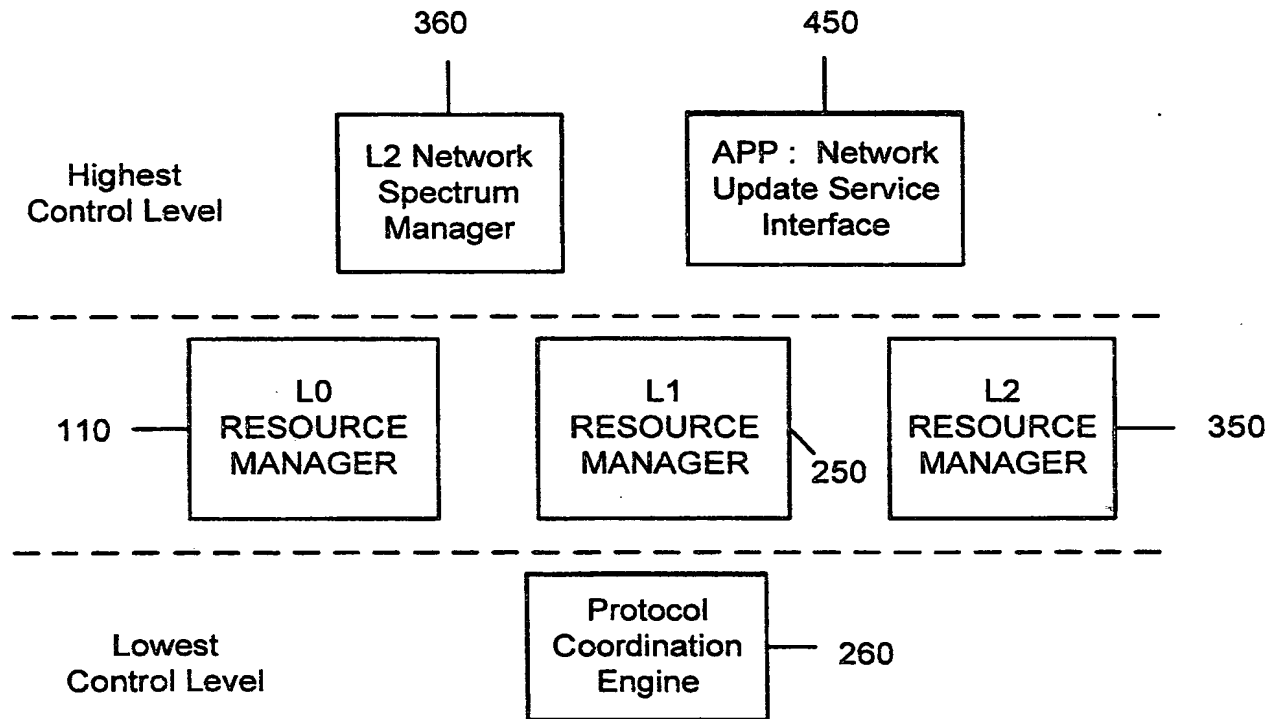 360
450
Highest
Control Level
L2 Network
Spectrum
Manager
APP : Network
Update Service
Interface
110
L0
RESOURCE
MANAGER
L1
RESOURCE
MANAGER
250
L2
RESOURCE
MANAGER
350
Lowest
Control Level
Protocol
Coordination
Engine
260